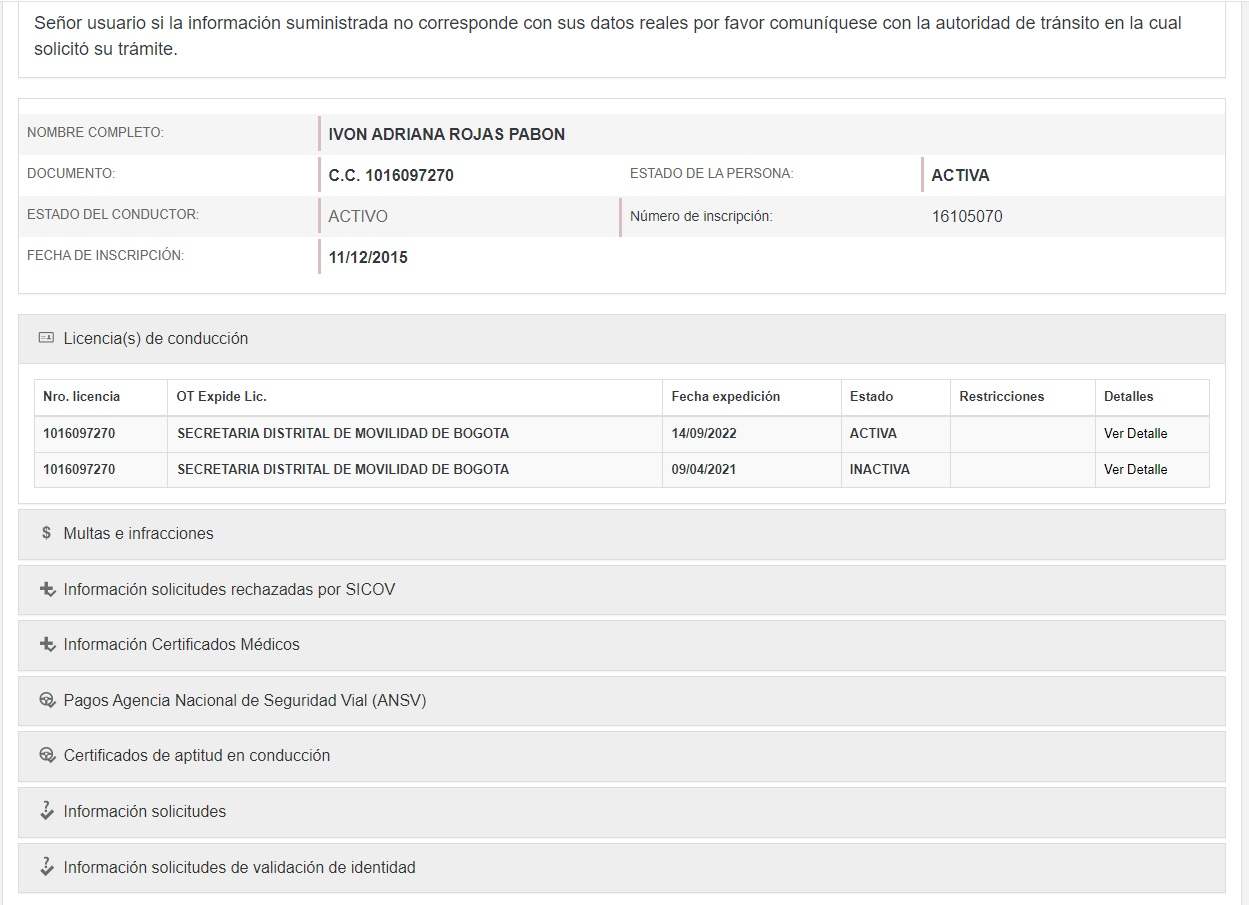 Señor usuario si la información suministrada no corresponde con sus datos reales por favor comuníquese con la autoridad de tránsito en la cual
solicitó su trámite.
NOMBRE COMPLETO: IVON ADRIANA ROJAS PABON
DOCUMENTO: C.C. 1016097270 ESTADO DE LA PERSONA: ACTIVA
ESTADO DEL CONDUCTOR: ACTIVO Número de inscripción: 16105070
FECHA DE INSCRIPCIÓN: 11/12/2015
Licencia(s) de conducción
Nro. licencia OT Expide Lic. Fecha expedición Estado Restricciones Detalles
1016097270 SECRETARIA DISTRITAL DE MOVILIDAD DE BOGOTA 14/09/2022 ACTIVA Ver Detalle
1016097270 SECRETARIA DISTRITAL DE MOVILIDAD DE BOGOTA 09/04/2021 INACTIVA Ver Detalle
$ Multas e infracciones
Información solicitudes rechazadas por SICOV
Información Certificados Médicos
Pagos Agencia Nacional de Seguridad Vial (ANSV)
Certificados de aptitud en conducción
Información solicitudes
Información solicitudes de validación de identidad